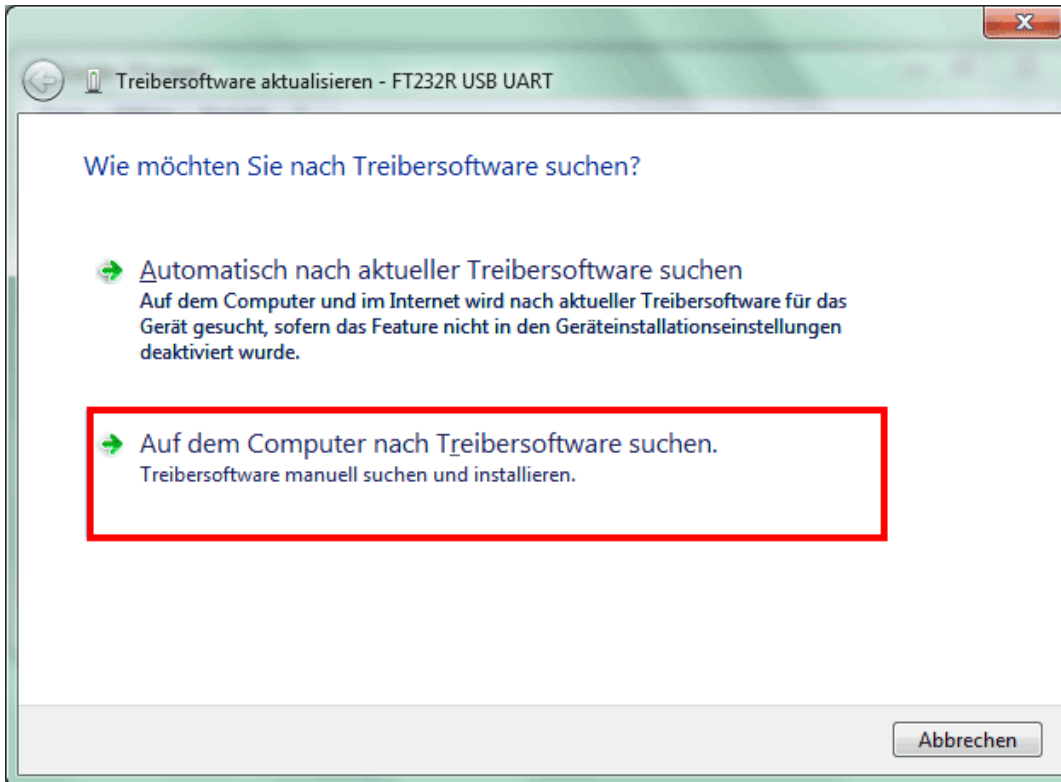 Treibersoftware aktualisieren - FT232R USB UART
Wie möchten Sie nach Treibersoftware suchen?
Automatisch nach aktueller Treibersoftware suchen
Auf dem Computer und im Internet wird nach aktueller Treibersoftware für das
Gerät gesucht, sofern das Feature nicht in den Geräteinstallationseinstellungen
deaktiviert wurde.
Auf dem Computer nach Treibersoftware suchen.
Treibersoftware manuell suchen und installieren.
Abbrechen